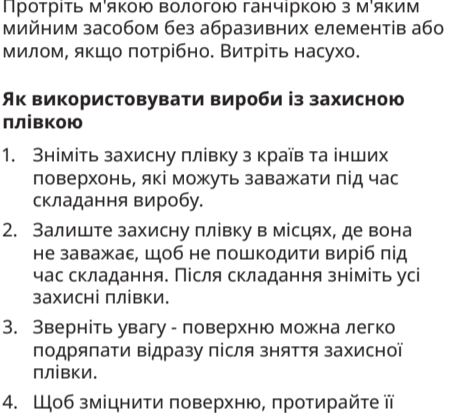 Протріть м'якою вологою ганчіркою з м'яким
мийним засобом без абразивних елементів або
милом, якщо потрібно. Витріть насухо.
Як використовувати вироби із захисною
плівкою
1. Зніміть захисну плівку з країв та інших
поверхонь, які можуть заважати під час
складання виробу.
2. Залиште захисну плівку в місцях, де вона
не заважає, щоб не пошкодити виріб під
час складання. Після складання зніміть усі
захисні плівки.
3. Зверніть увагу - поверхню можна легко
подряпати відразу після зняття захисної
плівки.
4. Щоб зміцнити поверхню, протирайте її